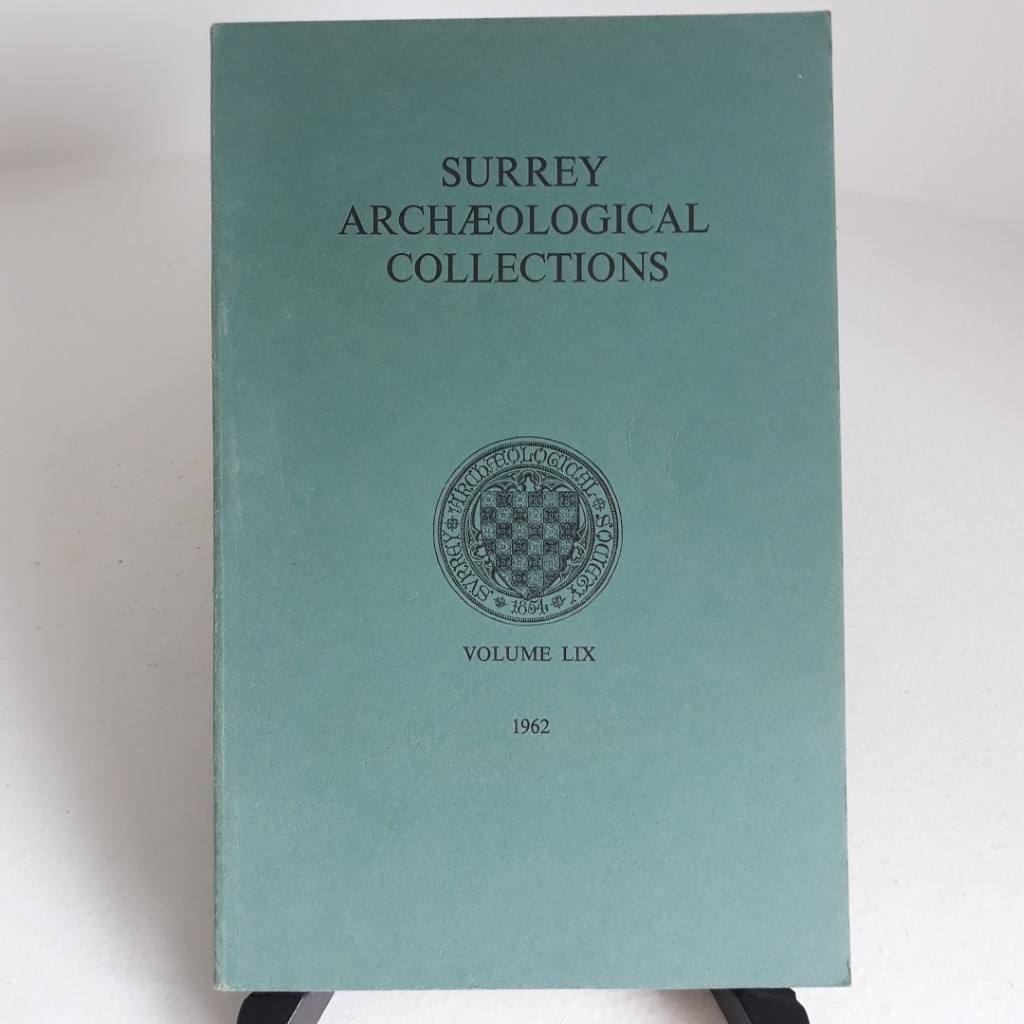 SURREY
ARCHÆOLOGICAL
COLLECTIONS
SVRREY ARCHÆOLOGICAL SOCIETY
1854
VOLUME LIX
1962